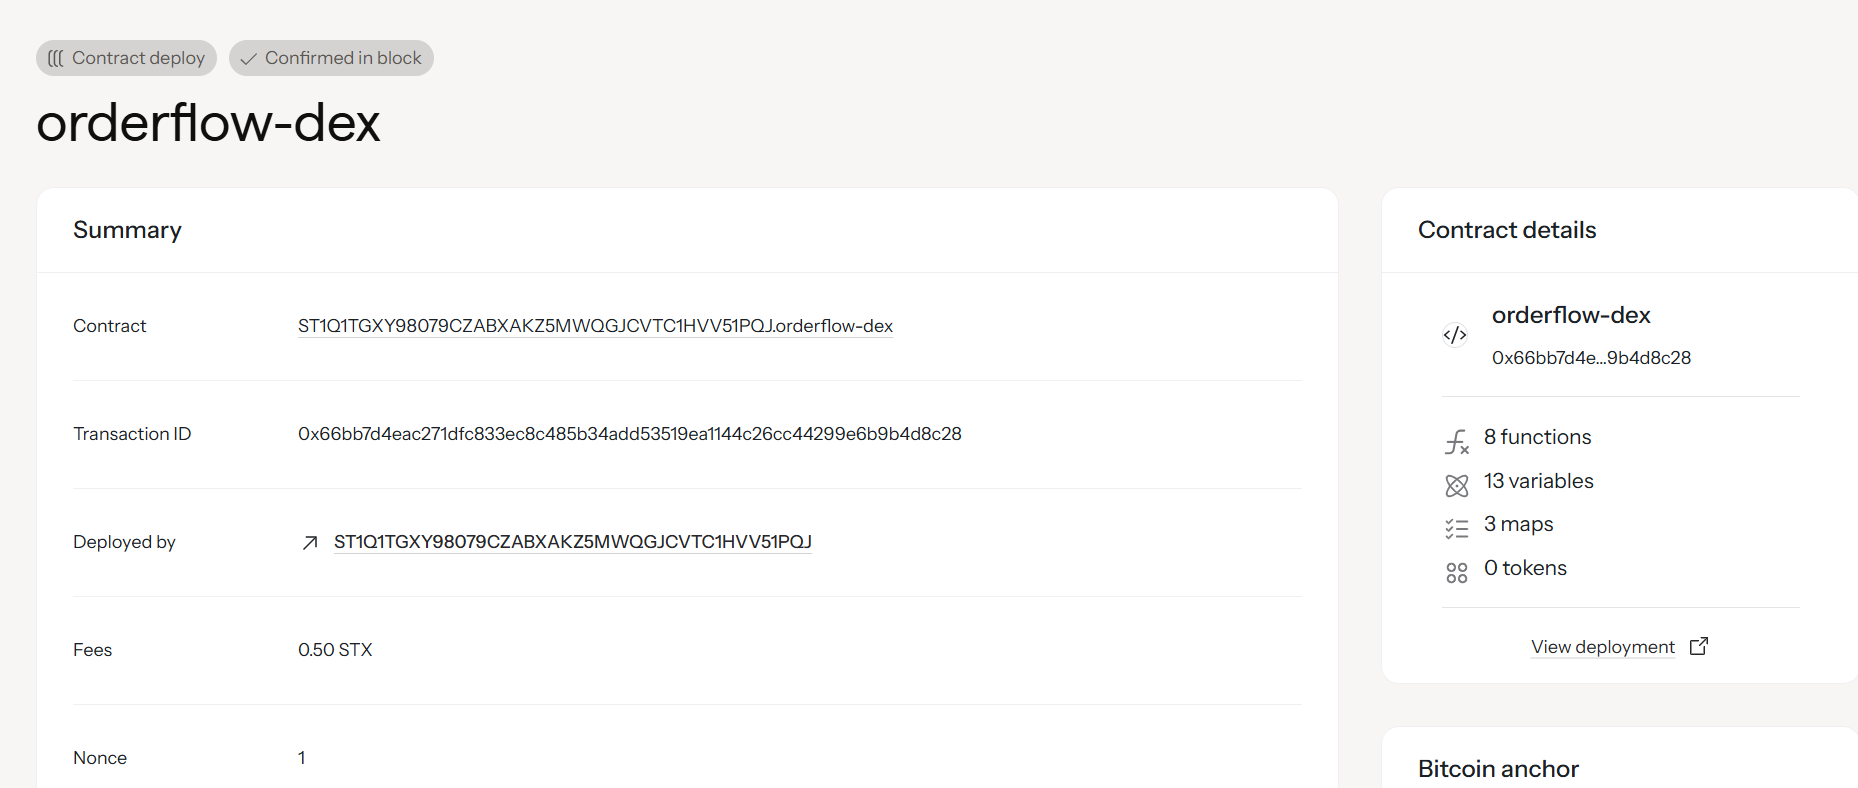 Contract deploy
Confirmed in block
orderflow-dex
Summary
Contract
ST1Q1TGXY98079CZABXAKZ5MWQGJCVTC1HVV51PQJ.orderflow-dex
Transaction ID
0x66bb7d4eac271dfc833ec8c485b34add53519ea1144c26cc44299e6b9b4d8c28
Deployed by
ST1Q1TGXY98079CZABXAKZ5MWQGJCVTC1HVV51PQJ
Fees
0.50 STX
Nonce
1
Contract details
orderflow-dex
0x66bb7d4e...9b4d8c28
8 functions
13 variables
3 maps
0 tokens
View deployment
Bitcoin anchor